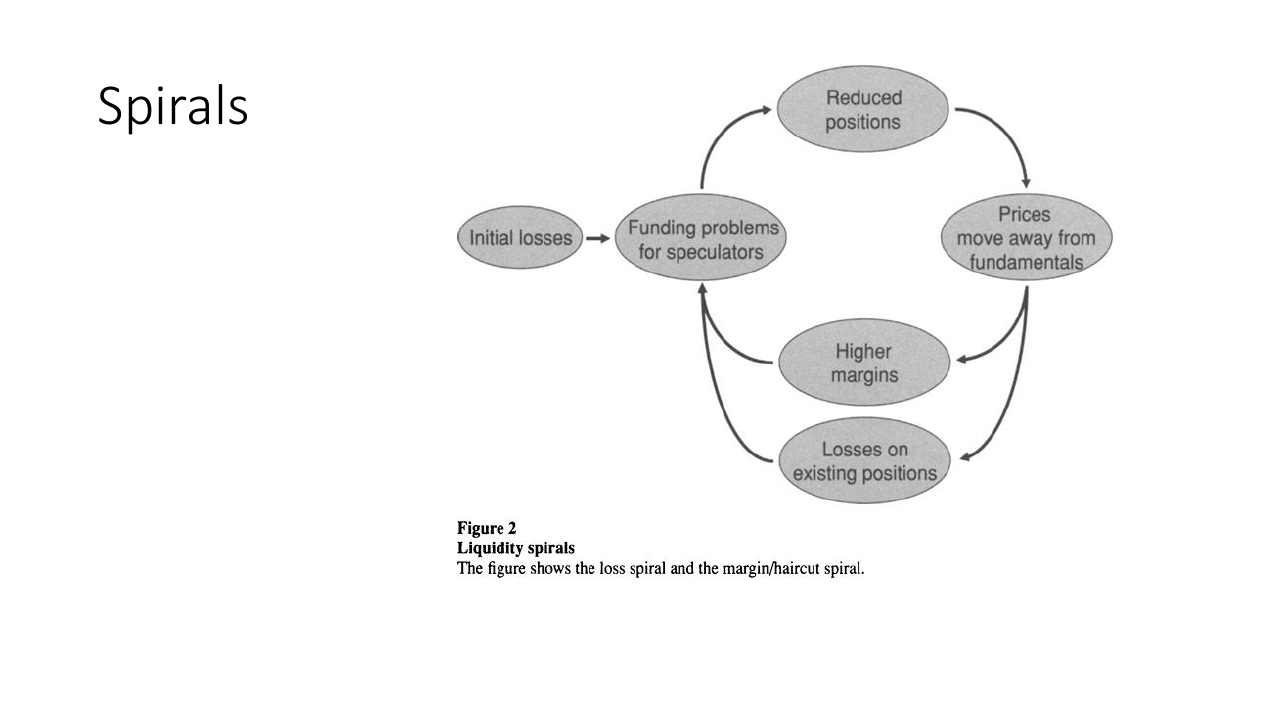 Spirals
Reduced
positions
Initial losses
Funding problems
for speculators
Prices
move away from
fundamentals
Higher
margins
Losses on
existing positions
Figure 2
Liquidity spirals
The figure shows the loss spiral and the margin/haircut spiral.